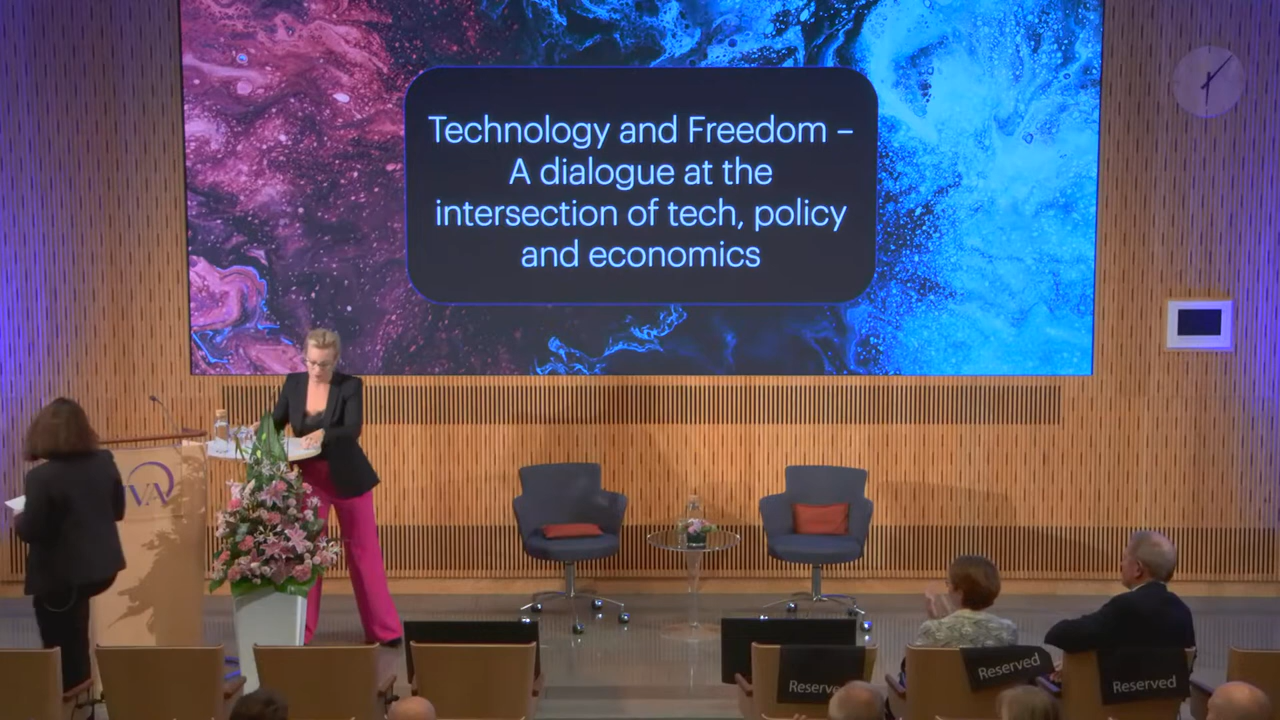 Technology and Freedom –
A dialogue at the
intersection of tech, policy
and economics
IVA
Reserved
Reserved
Reserved